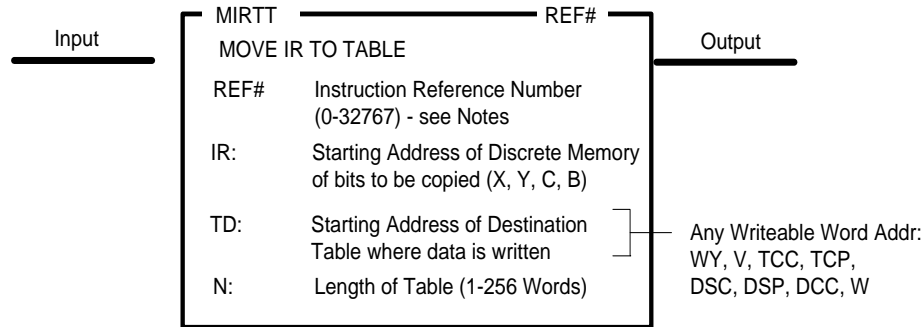 MIRTT REF#
Input
Output
MOVE IR TO TABLE
REF# Instruction Reference Number
(0-32767) - see Notes
IR: Starting Address of Discrete Memory
of bits to be copied (X, Y, C, B)
TD: Starting Address of Destination
Table where data is written
Any Writeable Word Addr:
WY, V, TCC, TCP,
DSC, DSP, DCC, W
N: Length of Table (1-256 Words)